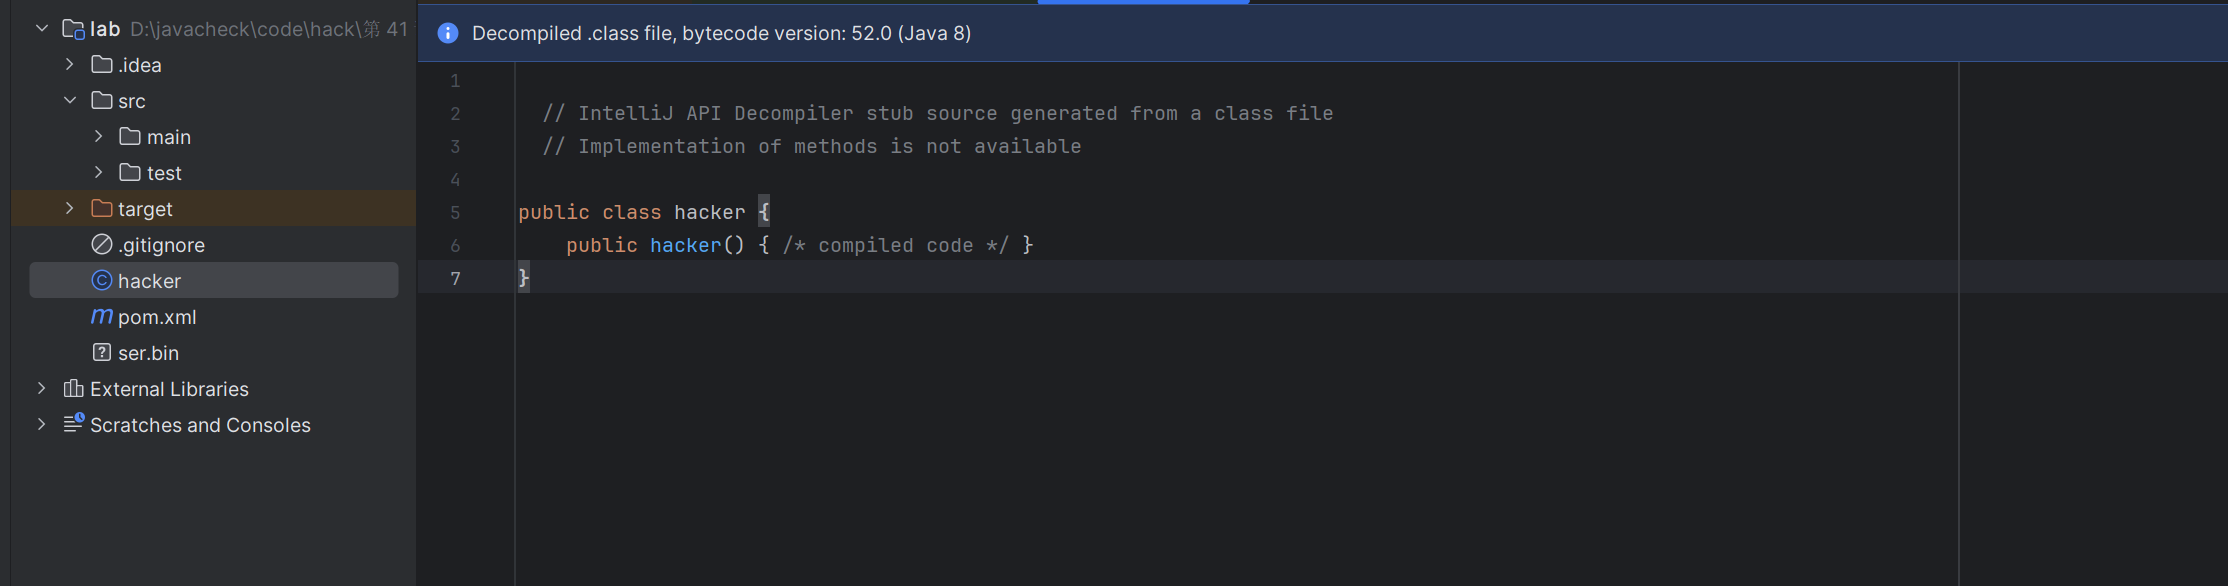 lab D:\javacheck\code\hack\第 41
.idea
src
main
test
target
.gitignore
hacker
pom.xml
ser.bin
External Libraries
Scratches and Consoles
Decompiled .class file, bytecode version: 52.0 (Java 8)
1
2 // IntelliJ API Decompiler stub source generated from a class file
3 // Implementation of methods is not available
4
5 public class hacker {
6 public hacker() { /* compiled code */ }
7 }